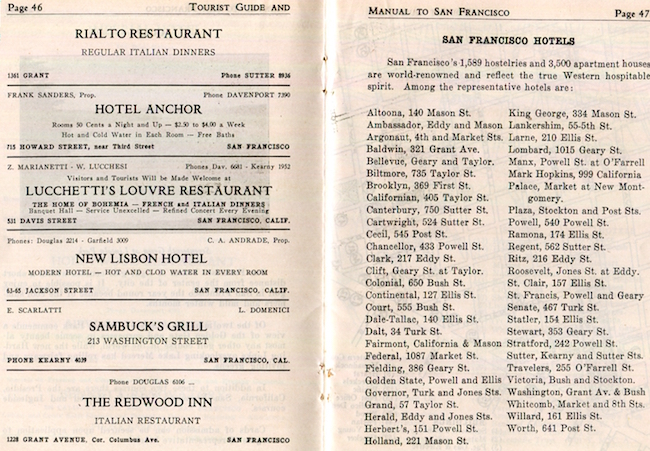 Page 46 TOURIST GUIDE AND
RIALTO RESTAURANT
REGULAR ITALIAN DINNERS
1361 GRANT Phone SUTTER 8936
FRANK SANDERS, Prop. Phone DAVENPORT 7390
HOTEL ANCHOR
Rooms 50 Cents a Night and Up — $2.50 to $4.00 a Week
Hot and Cold Water in Each Room — Free Baths
715 HOWARD STREET, near Third Street SAN FRANCISCO
Z. MARIANETTI - W. LUCCHESI Phones Dav. 6681 - Kearny 1952
Visitors and Tourists Will be Made Welcome at
LUCCHETTI'S LOUVRE RESTAURANT
THE HOME OF BOHEMIA — FRENCH and ITALIAN DINNERS
Banquet Hall — Service Unexcelled — Refined Concert Every Evening
531 DAVIS STREET SAN FRANCISCO, CALIF.
Phones: Douglas 2214 - Garfield 3009 C. A. ANDRADE, Prop.
NEW LISBON HOTEL
MODERN HOTEL — HOT AND CLOD WATER IN EVERY ROOM
63-65 JACKSON STREET SAN FRANCISCO, CALIF.
E. SCARLATTI L. DOMENICI
SAMBUCK'S GRILL
213 WASHINGTON STREET
PHONE KEARNY 4039 SAN FRANCISCO, CAL.
Phone DOUGLAS 6106 ...
THE REDWOOD INN
ITALIAN RESTAURANT
1228 GRANT AVENUE, Cor. Columbus Ave. SAN FRANCISCO
MANUAL TO SAN FRANCISCO Page 47
SAN FRANCISCO HOTELS
San Francisco's 1,589 hostelries and 3,500 apartment houses
are world-renowned and reflect the true Western hospitable
spirit. Among the representative hotels are:
Altoona, 140 Mason St.
Ambassador, Eddy and Mason
Argonaut, 4th and Market Sts.
Baldwin, 321 Grant Ave.
Bellevue, Geary and Taylor.
Biltmore, 735 Taylor St.
Brooklyn, 369 First St.
Californian, 405 Taylor St.
Canterbury, 750 Sutter St.
Cartwright, 524 Sutter St.
Cecil, 545 Post St.
Chancellor, 433 Powell St.
Clark, 217 Eddy St.
Clift, Geary St. at Taylor.
Colonial, 650 Bush St.
Continental, 127 Ellis St.
Court, 555 Bush St.
Dale-Tallac, 140 Ellis St.
Dalt, 34 Turk St.
Fairmont, California & Mason
Federal, 1087 Market St.
Fielding, 386 Geary St.
Golden State, Powell and Ellis
Governor, Turk and Jones Sts.
Grand, 57 Taylor St.
Herald, Eddy and Jones Sts.
Herbert's, 151 Powell St.
Holland, 221 Mason St.
King George, 334 Mason St.
Lankershim, 55-5th St.
Larne, 210 Ellis St.
Lombard, 1015 Geary St.
Manx, Powell St. at O'Farrell
Mark Hopkins, 999 California
Palace, Market at New Mont-
gomery.
Plaza, Stockton and Post Sts.
Powell, 540 Powell St.
Ramona, 174 Ellis St.
Regent, 562 Sutter St.
Ritz, 216 Eddy St.
Roosevelt, Jones St. at Eddy.
St. Clair, 157 Ellis St.
St. Francis, Powell and Geary
Senate, 467 Turk St.
Statler, 154 Ellis St.
Stewart, 353 Geary St.
Stratford, 242 Powell St.
Sutter, Kearny and Sutter Sts.
Travelers, 255 O'Farrell St.
Victoria, Bush and Stockton.
Washington, Grant Av. & Bush
Whitcomb, Market and 8th Sts.
Willard, 161 Ellis St.
Worth, 641 Post St.